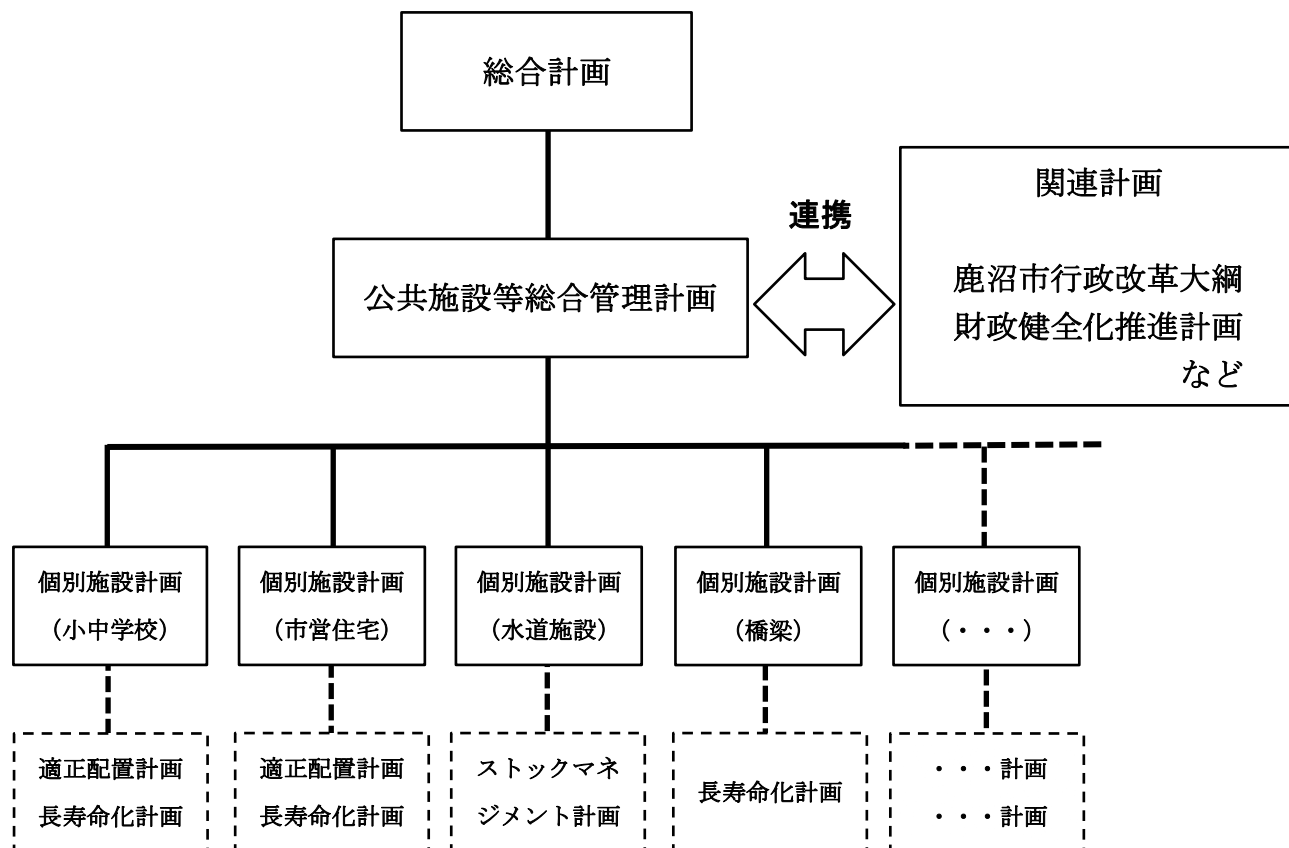 総合計画
関連計画
連携
鹿沼市行政改革大綱
公共施設等総合管理計画
財政健全化推進計画
など
個別施設計画
(小中学校)
個別施設計画
(市営住宅)
個別施設計画
(水道施設)
個別施設計画
(橋梁)
個別施設計画
(・・・)
適正配置計画
長寿命化計画
適正配置計画
長寿命化計画
ストックマネ
ジメント計画
長寿命化計画
・・・計画
・・・計画